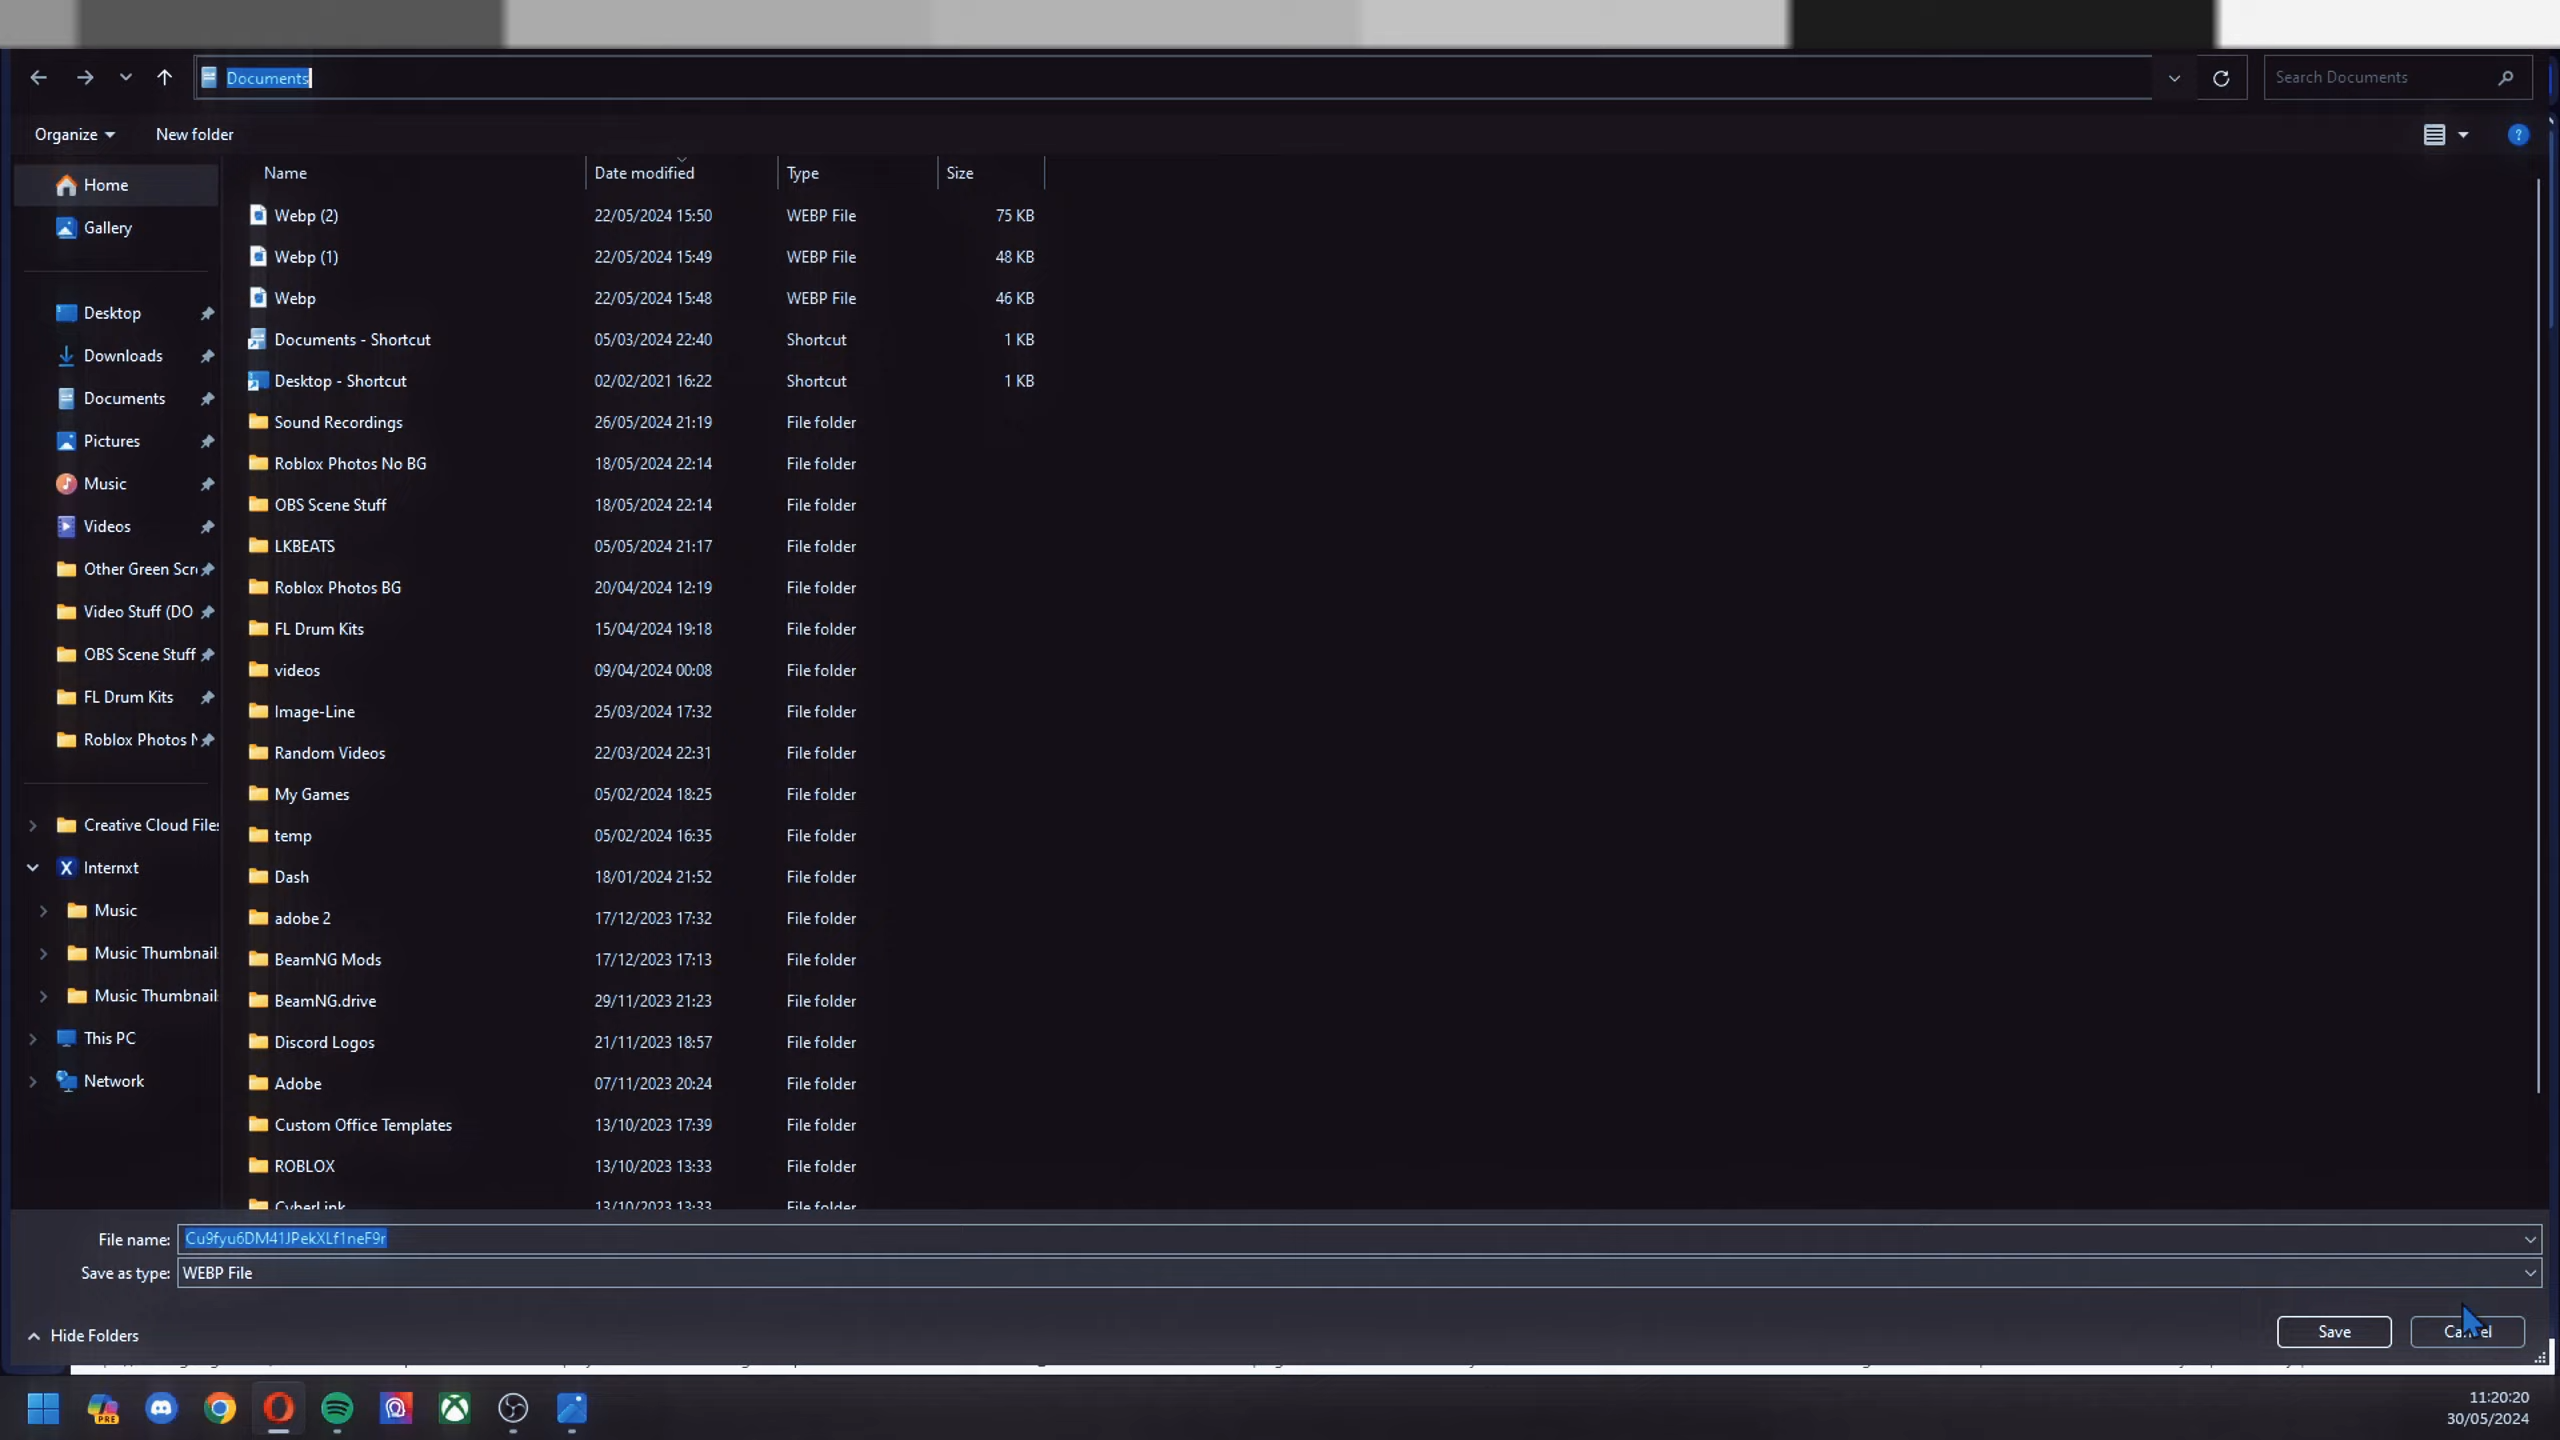 Documents
Search Documents
Organize
New folder
Name Date modified Type Size
Home
Gallery
Desktop
Downloads
Documents
Pictures
Music
Videos
Other Green Scr
Video Stuff (DO
OBS Scene Stuff
FL Drum Kits
Roblox Photos N
Creative Cloud Files
Internxt
Music
Music Thumbnail
Music Thumbnail
This PC
Network
Webp (2) 22/05/2024 15:50 WEBP File 75 KB
Webp (1) 22/05/2024 15:49 WEBP File 48 KB
Webp 22/05/2024 15:48 WEBP File 46 KB
Documents - Shortcut 05/03/2024 22:40 Shortcut 1 KB
Desktop - Shortcut 02/02/2021 16:22 Shortcut 1 KB
Sound Recordings 26/05/2024 21:19 File folder
Roblox Photos No BG 18/05/2024 22:14 File folder
OBS Scene Stuff 18/05/2024 22:14 File folder
LKBEATS 05/05/2024 21:17 File folder
Roblox Photos BG 20/04/2024 12:19 File folder
FL Drum Kits 15/04/2024 19:18 File folder
videos 09/04/2024 00:08 File folder
Image-Line 25/03/2024 17:32 File folder
Random Videos 22/03/2024 22:31 File folder
My Games 05/02/2024 18:25 File folder
temp 05/02/2024 16:35 File folder
Dash 18/01/2024 21:52 File folder
adobe 2 17/12/2023 17:32 File folder
BeamNG Mods 17/12/2023 17:13 File folder
BeamNG.drive 29/11/2023 21:23 File folder
Discord Logos 21/11/2023 18:57 File folder
Adobe 07/11/2023 20:24 File folder
Custom Office Templates 13/10/2023 17:39 File folder
ROBLOX 13/10/2023 13:33 File folder
CyberLink 13/10/2023 13:33 File folder
File name: Cu9fyu6DM41JPekXLf1neF9r
Save as type: WEBP File
Hide Folders
Save
Cancel
PRE
11:20:20
30/05/2024